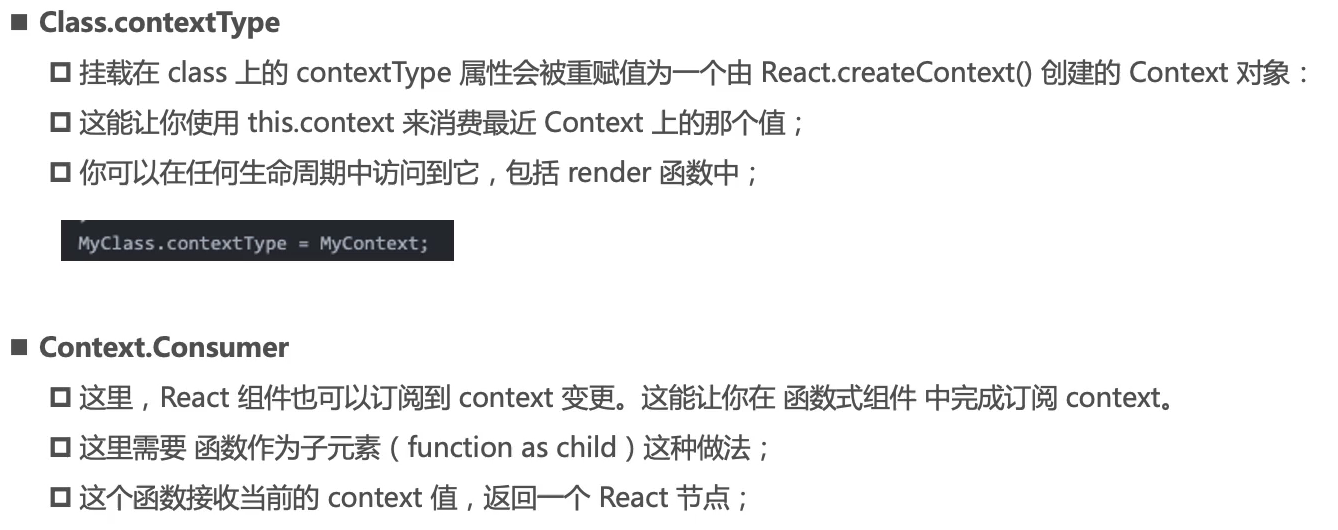 ■ Class.contextType
挂载在 class 上的 contextType 属性会被重赋值为一个由 React.createContext() 创建的 Context 对象：
这能让你使用 this.context 来消费最近 Context 上的那个值；
你可以在任何生命周期中访问到它，包括 render 函数中；
MyClass.contextType = MyContext;
■ Context.Consumer
这里，React 组件也可以订阅到 context 变更。这能让你在 函数式组件 中完成订阅 context。
这里需要 函数作为子元素（function as child）这种做法；
这个函数接收当前的 context 值，返回一个 React 节点；